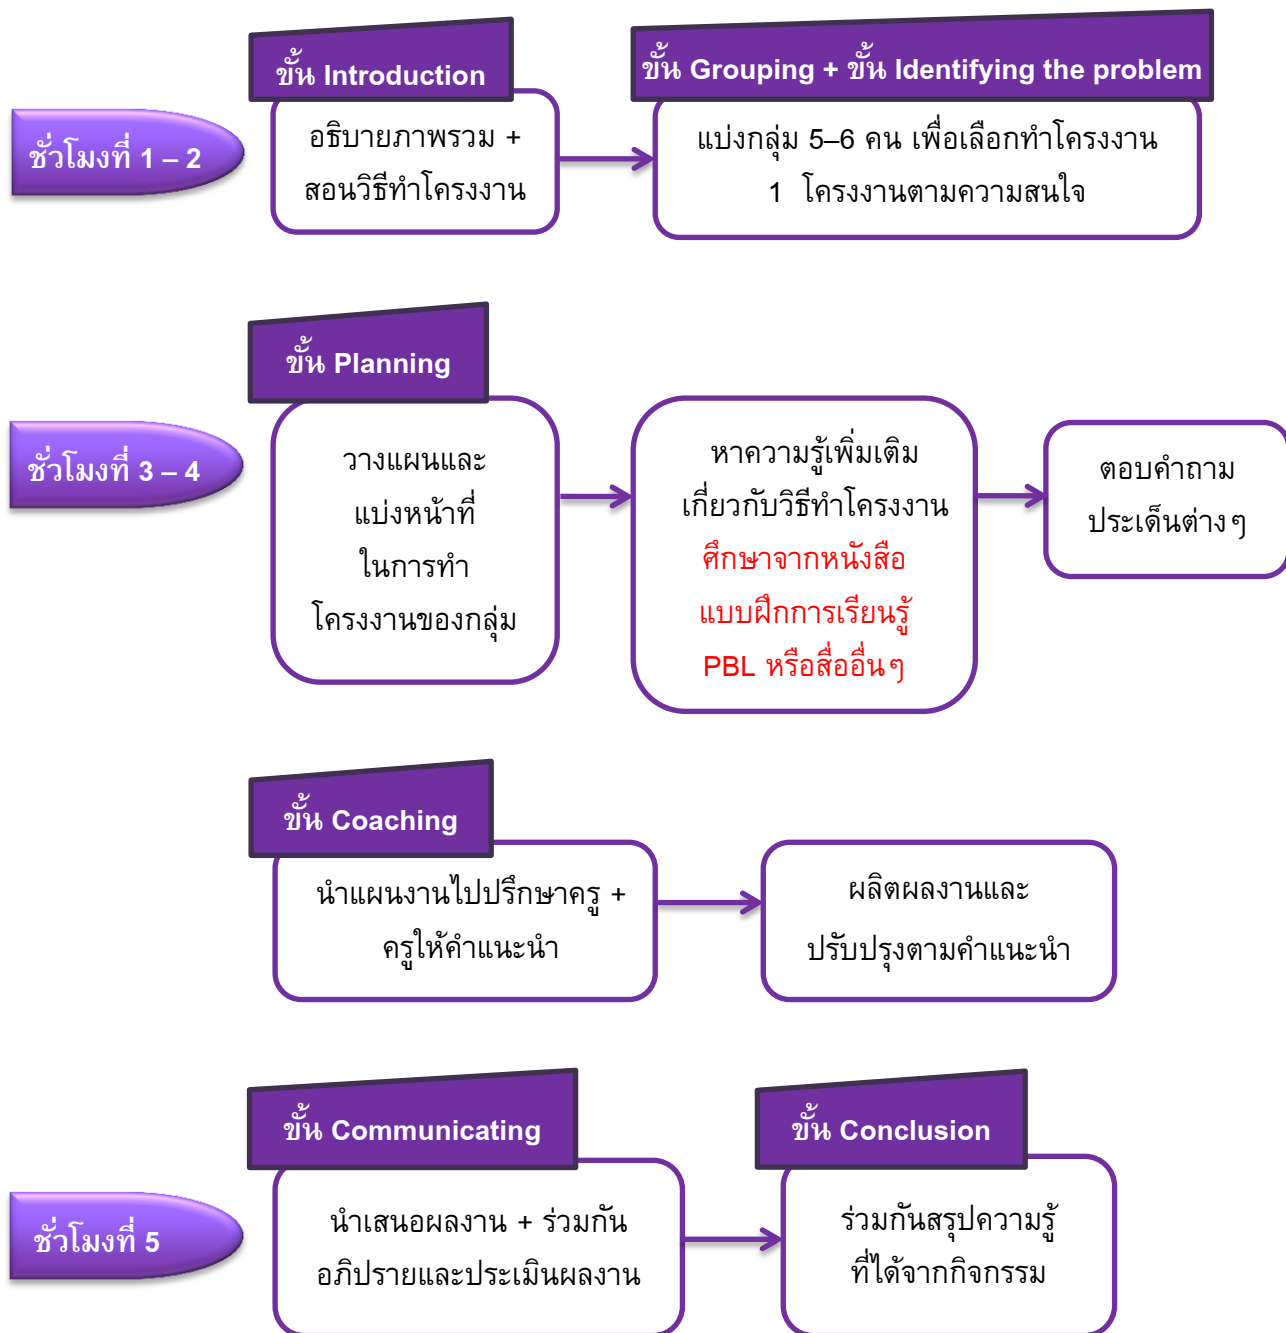 ชั่วโมงที่ 1 – 2
ขั้น Introduction
อธิบายภาพรวม +
สอนวิธีทำโครงงาน
ขั้น Grouping + ขั้น Identifying the problem
แบ่งกลุ่ม 5–6 คน เพื่อเลือกทำโครงงาน
1 โครงงานตามความสนใจ
ชั่วโมงที่ 3 – 4
ขั้น Planning
วางแผนและ
แบ่งหน้าที่
ในการทำ
โครงงานของกลุ่ม
หาความรู้เพิ่มเติม
เกี่ยวกับวิธีทำโครงงาน
ศึกษาจากหนังสือ
แบบฝึกการเรียนรู้
PBL หรือสื่ออื่นๆ
ตอบคำถาม
ประเด็นต่างๆ
ขั้น Coaching
นำแผนงานไปปรึกษาครู +
ครูให้คำแนะนำ
ผลิตผลงานและ
ปรับปรุงตามคำแนะนำ
ชั่วโมงที่ 5
ขั้น Communicating
นำเสนอผลงาน + ร่วมกัน
อภิปรายและประเมินผลงาน
ขั้น Conclusion
ร่วมกันสรุปความรู้
ที่ได้จากกิจกรรม